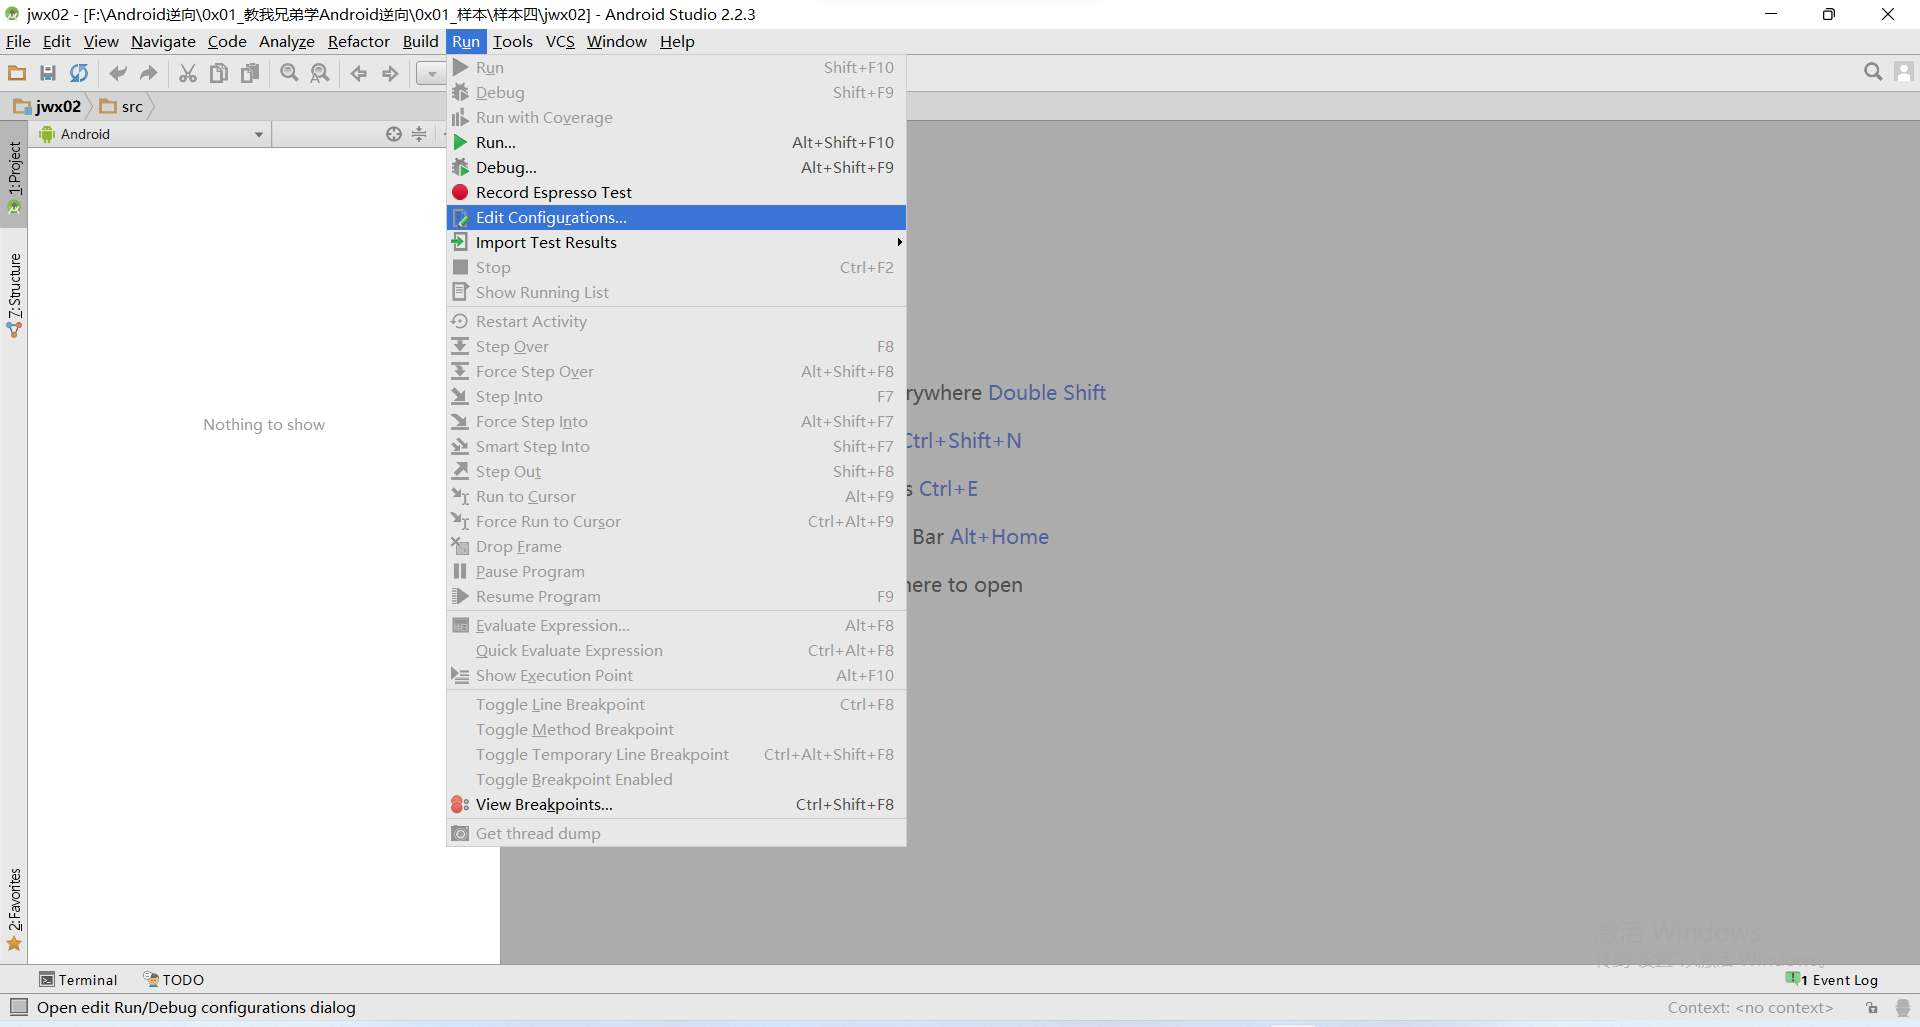 jwx02 - [F:\Android逆向\0x01_教我兄弟学Android逆向\0x01_样本\样本四\jwx02] - Android Studio 2.2.3
File Edit View Navigate Code Analyze Refactor Build Run Tools VCS Window Help
jwx02 src
Android
1: Project
7: Structure
2: Favorites
Nothing to show
Run Shift+F10
Debug Shift+F9
Run with Coverage
Run... Alt+Shift+F10
Debug... Alt+Shift+F9
Record Espresso Test
Edit Configurations...
Import Test Results
Stop Ctrl+F2
Show Running List
Restart Activity
Step Over F8
Force Step Over Alt+Shift+F8
Step Into F7
Force Step Into Alt+Shift+F7
Smart Step Into Shift+F7
Step Out Shift+F8
Run to Cursor Alt+F9
Force Run to Cursor Ctrl+Alt+F9
Drop Frame
Pause Program
Resume Program F9
Evaluate Expression... Alt+F8
Quick Evaluate Expression Ctrl+Alt+F8
Show Execution Point Alt+F10
Toggle Line Breakpoint Ctrl+F8
Toggle Method Breakpoint
Toggle Temporary Line Breakpoint Ctrl+Alt+Shift+F8
Toggle Breakpoint Enabled
View Breakpoints... Ctrl+Shift+F8
Get thread dump
rywhere Double Shift
Ctrl+Shift+N
s Ctrl+E
Bar Alt+Home
here to open
激活 Windows
Terminal TODO
1 Event Log
Open edit Run/Debug configurations dialog
Context: <no context>